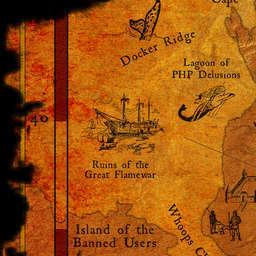 Cape
Docker Ridge
Lagoon of
PHP Delusions
40
Ruins of the
Great Flamewar
Island of the
Banned Users
Whoops